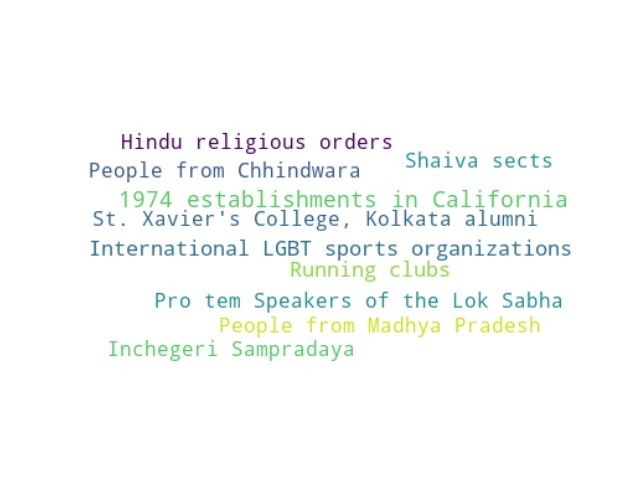 Hindu religious orders
Shaiva sects
People from Chhindwara
1974 establishments in California
St. Xavier's College, Kolkata alumni
International LGBT sports organizations
Running clubs
Pro tem Speakers of the Lok Sabha
People from Madhya Pradesh
Inchegeri Sampradaya